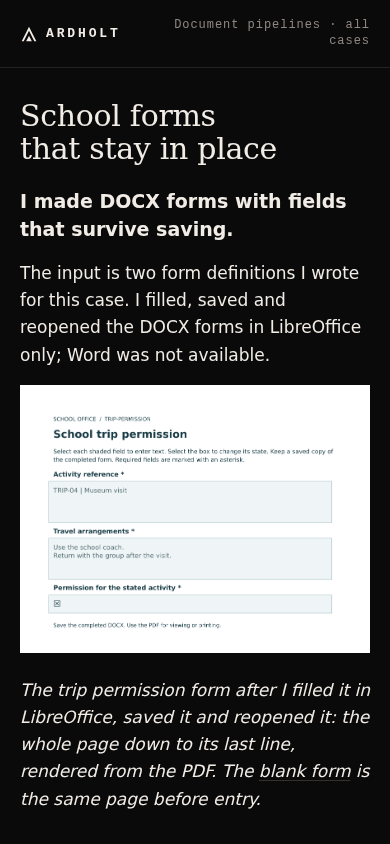 ARDHOLT
Document pipelines · all
cases
School forms
that stay in place
I made DOCX forms with fields
that survive saving.
The input is two form definitions I wrote
for this case. I filled, saved and
reopened the DOCX forms in LibreOffice
only; Word was not available.
SCHOOL OFFICE / TRIP-PERMISSION
School trip permission
Select each shaded field to enter text. Select the box to change its state. Keep a saved copy of
the completed form. Required fields are marked with an asterisk.
Activity reference *
TRIP-04 | Museum visit
Travel arrangements *
Use the school coach.
Return with the group after the visit.
Permission for the stated activity *
☒
Save the completed DOCX. Use the PDF for viewing or printing.
The trip permission form after I filled it in
LibreOffice, saved it and reopened it: the
whole page down to its last line,
rendered from the PDF. The blank form is
the same page before entry.